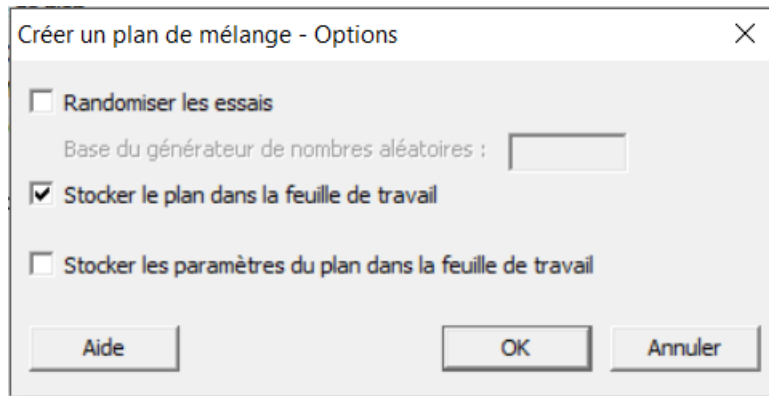 Créer un plan de mélange - Options
Randomiser les essais
Base du générateur de nombres aléatoires :
Stocker le plan dans la feuille de travail
Stocker les paramètres du plan dans la feuille de travail
Aide OK Annuler